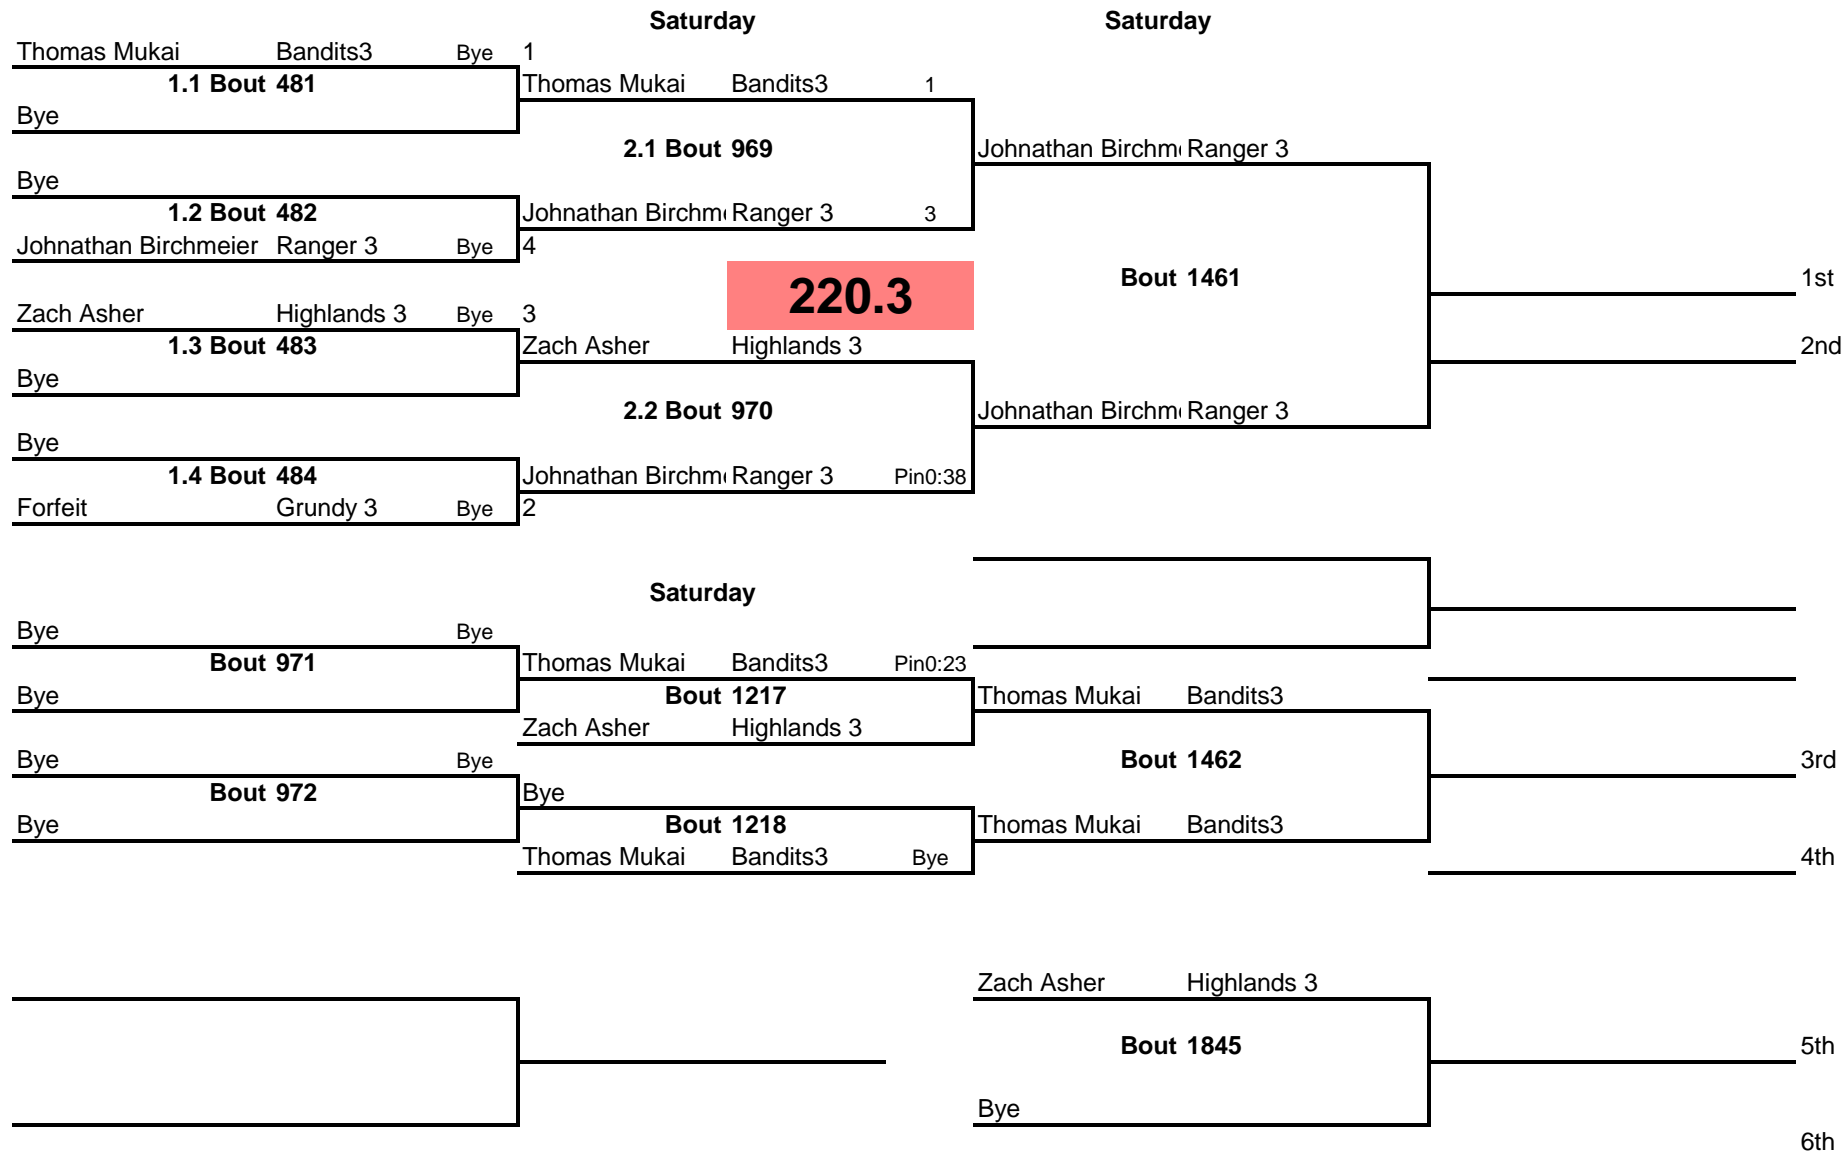 Saturday Saturday
Thomas Mukai Bandits3 Bye 1
1.1 Bout 481 Thomas Mukai Bandits3 1
Bye
2.1 Bout 969 Johnathan Birchm Ranger 3
Bye
1.2 Bout 482 Johnathan Birchm Ranger 3 3
Johnathan Birchmeier Ranger 3 Bye 4
220.3 Bout 1461 1st
Zach Asher Highlands 3 Bye 3
1.3 Bout 483 Zach Asher Highlands 3 2nd
Bye
2.2 Bout 970 Johnathan Birchm Ranger 3
Bye
1.4 Bout 484 Johnathan Birchm Ranger 3 Pin0:38
Forfeit Grundy 3 Bye 2
Saturday
Bye Bye
Bout 971 Thomas Mukai Bandits3 Pin0:23
Bye Bout 1217 Thomas Mukai Bandits3
Zach Asher Highlands 3
Bye Bye Bout 1462 3rd
Bout 972 Bye
Bye Bout 1218 Thomas Mukai Bandits3
Thomas Mukai Bandits3 Bye 4th
Zach Asher Highlands 3
Bout 1845 5th
Bye
6th